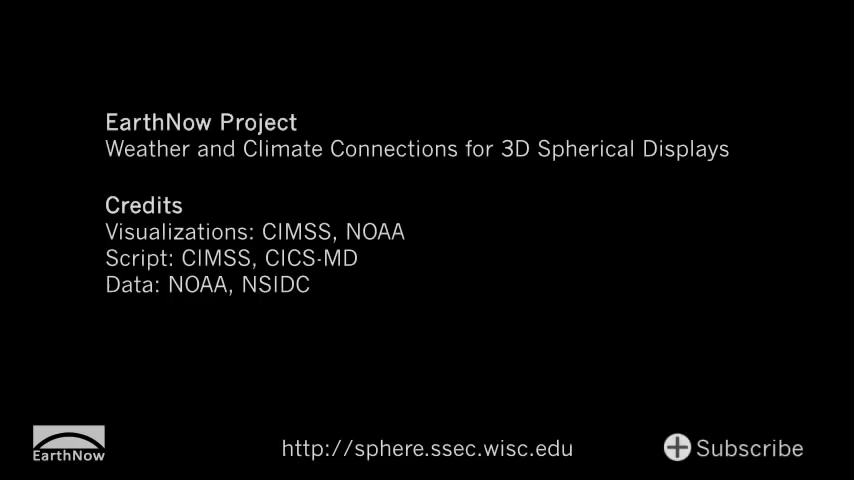 EarthNow Project
Weather and Climate Connections for 3D Spherical Displays
Credits
Visualizations: CIMSS, NOAA
Script: CIMSS, CICS-MD
Data: NOAA, NSIDC
EarthNow
http://sphere.ssec.wisc.edu
Subscribe